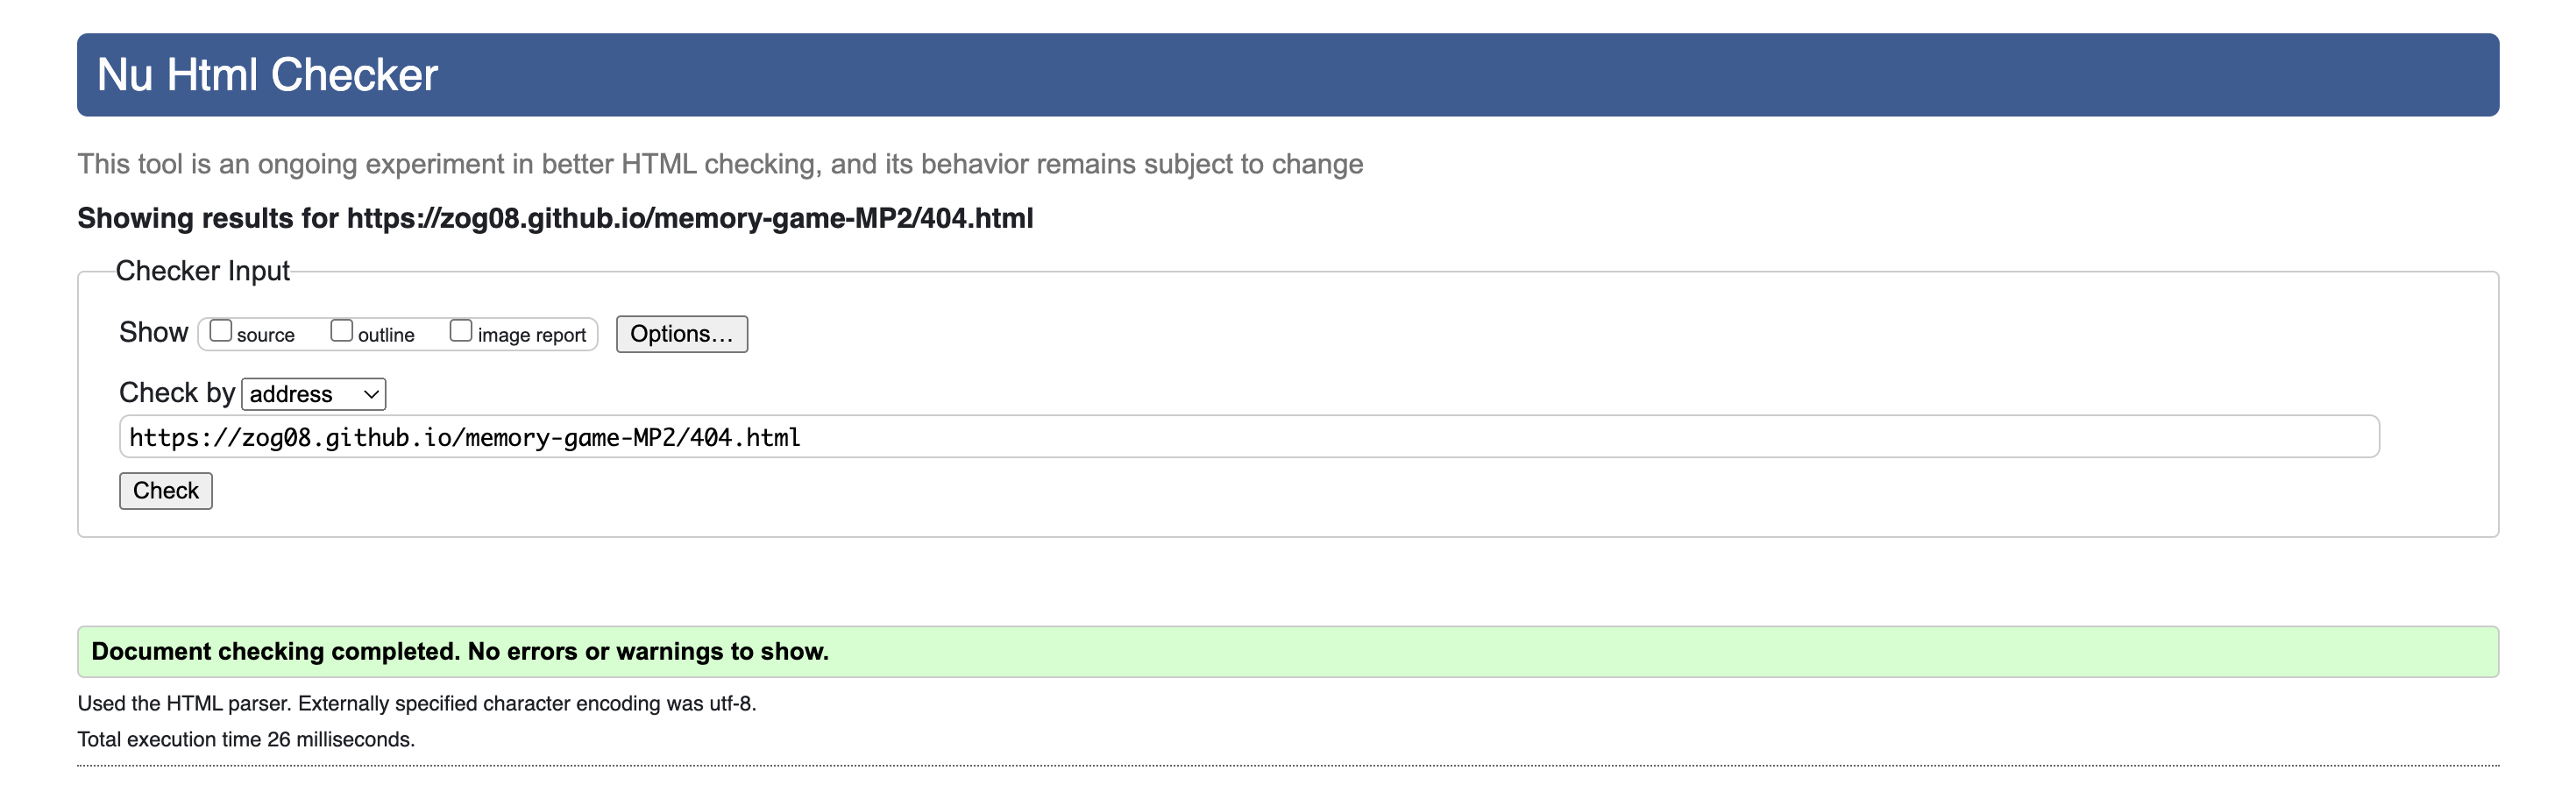 Nu Html Checker
This tool is an ongoing experiment in better HTML checking, and its behavior remains subject to change
Showing results for https://zog08.github.io/memory-game-MP2/404.html
Checker Input
Show source outline image report Options...
Check by address
https://zog08.github.io/memory-game-MP2/404.html
Check
Document checking completed. No errors or warnings to show.
Used the HTML parser. Externally specified character encoding was utf-8.
Total execution time 26 milliseconds.